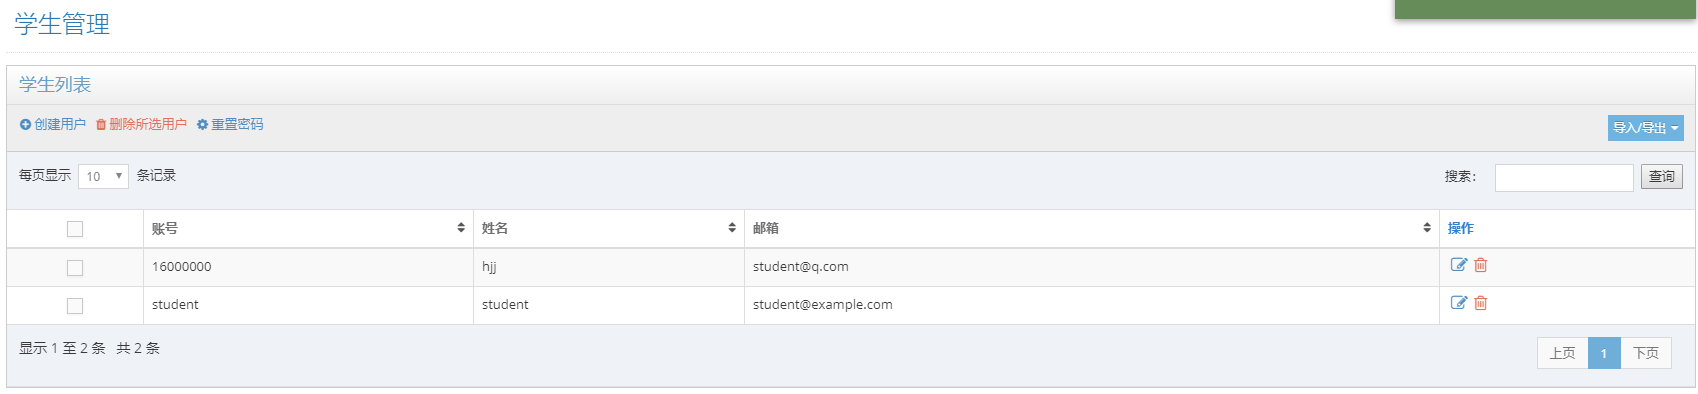 学生管理
学生列表
创建用户 删除所选用户 重置密码 导入/导出
每页显示 10 条记录 搜索： 查询
账号 姓名 邮箱 操作
16000000 hjj student@q.com
student student student@example.com
显示 1 至 2 条 共 2 条 上页 1 下页